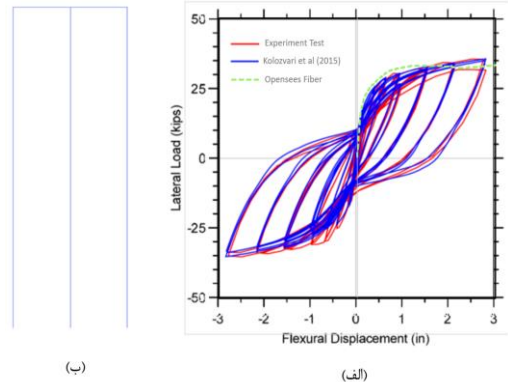 50
25
0
-25
-50
Lateral Load (kips)
Experiment Test
Kolozvari et al (2015)
Opensees Fiber
-3 -2 -1 0 1 2 3
Flexural Displacement (in)
(ب)
(الف)